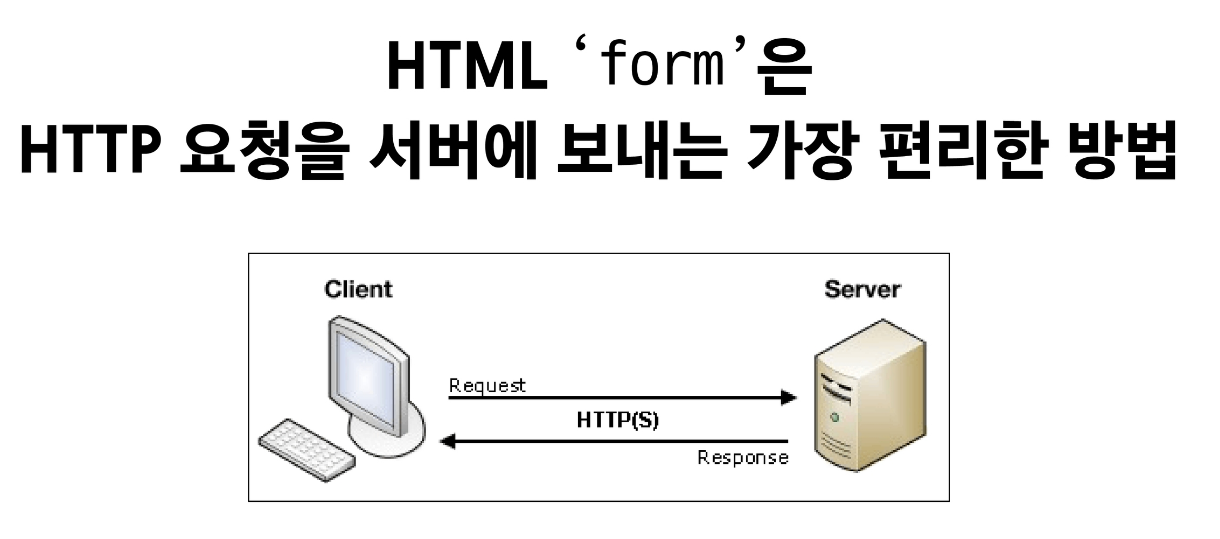 HTML ‘form’은
HTTP 요청을 서버에 보내는 가장 편리한 방법
Client
Server
Request
HTTP(S)
Response